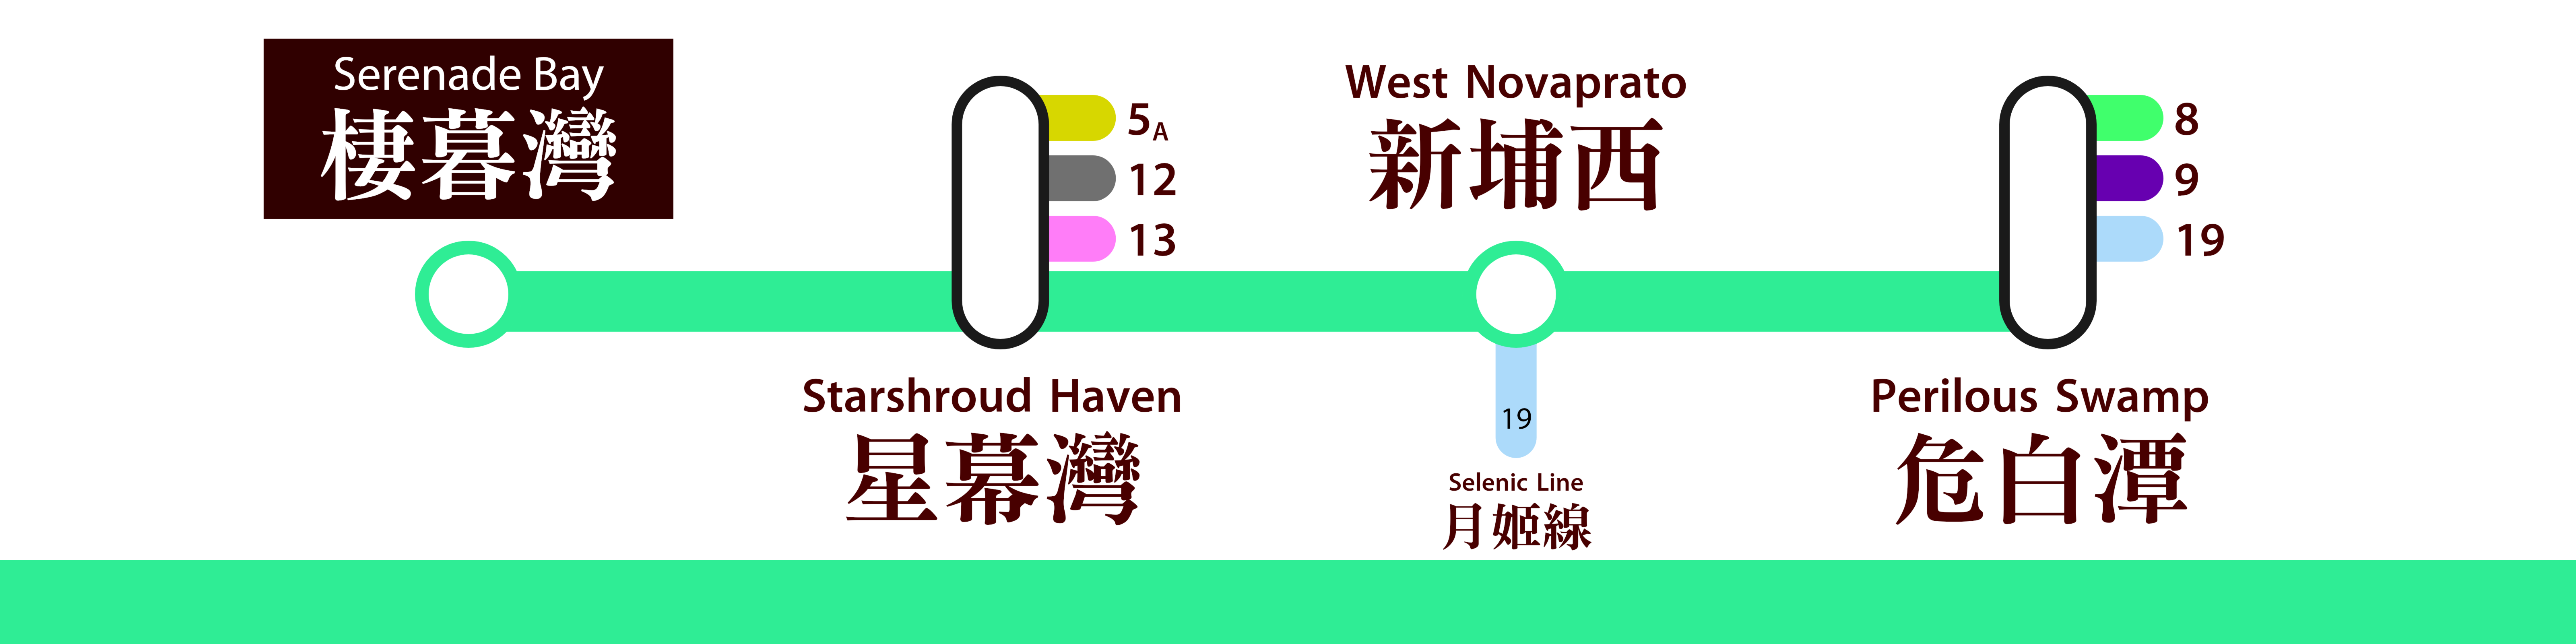 Serenade Bay
棲暮灣
5A
12
13
Starshroud Haven
星幕灣
West Novaprato
新埔西
19
Selenic Line
月姬線
8
9
19
Perilous Swamp
危白潭